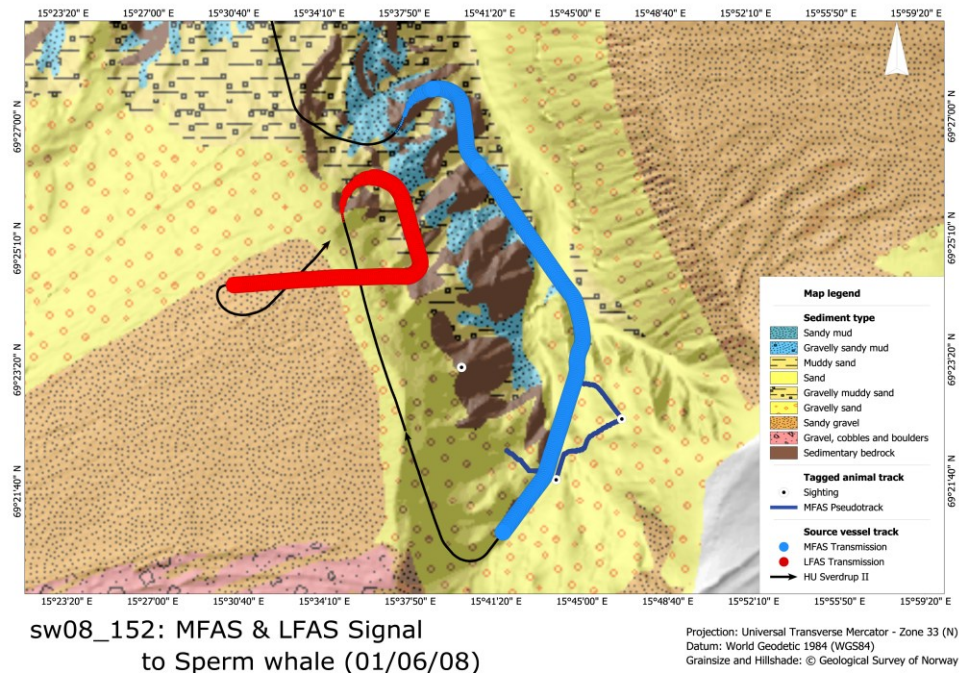 15°23'20" E 15°27'00" E 15°30'40" E 15°34'10" E 15°37'50" E 15°41'20" E 15°45'00" E 15°48'40" E 15°52'10" E 15°55'50" E 15°59'20" E
69°27'00" N
69°27'00" N
69°25'10" N
69°25'10" N
69°23'20" N
69°23'20" N
69°21'40" N
69°21'40" N
Map legend
Sediment type
Sandy mud
Gravelly sandy mud
Muddy sand
Sand
Gravelly muddy sand
Gravelly sand
Sandy gravel
Gravel, cobbles and boulders
Sedimentary bedrock
Tagged animal track
Sighting
MFAS Pseudotrack
Source vessel track
MFAS Transmission
LFAS Transmission
HU Sverdrup II
15°23'20" E 15°27'00" E 15°30'40" E 15°34'10" E 15°37'50" E 15°41'20" E 15°45'00" E 15°48'40" E 15°52'10" E 15°55'50" E 15°59'20" E
sw08_152: MFAS & LFAS Signal
to Sperm whale (01/06/08)
Projection: Universal Transverse Mercator - Zone 33 (N)
Datum: World Geodetic 1984 (WGS84)
Grainsize and Hillshade: © Geological Survey of Norway